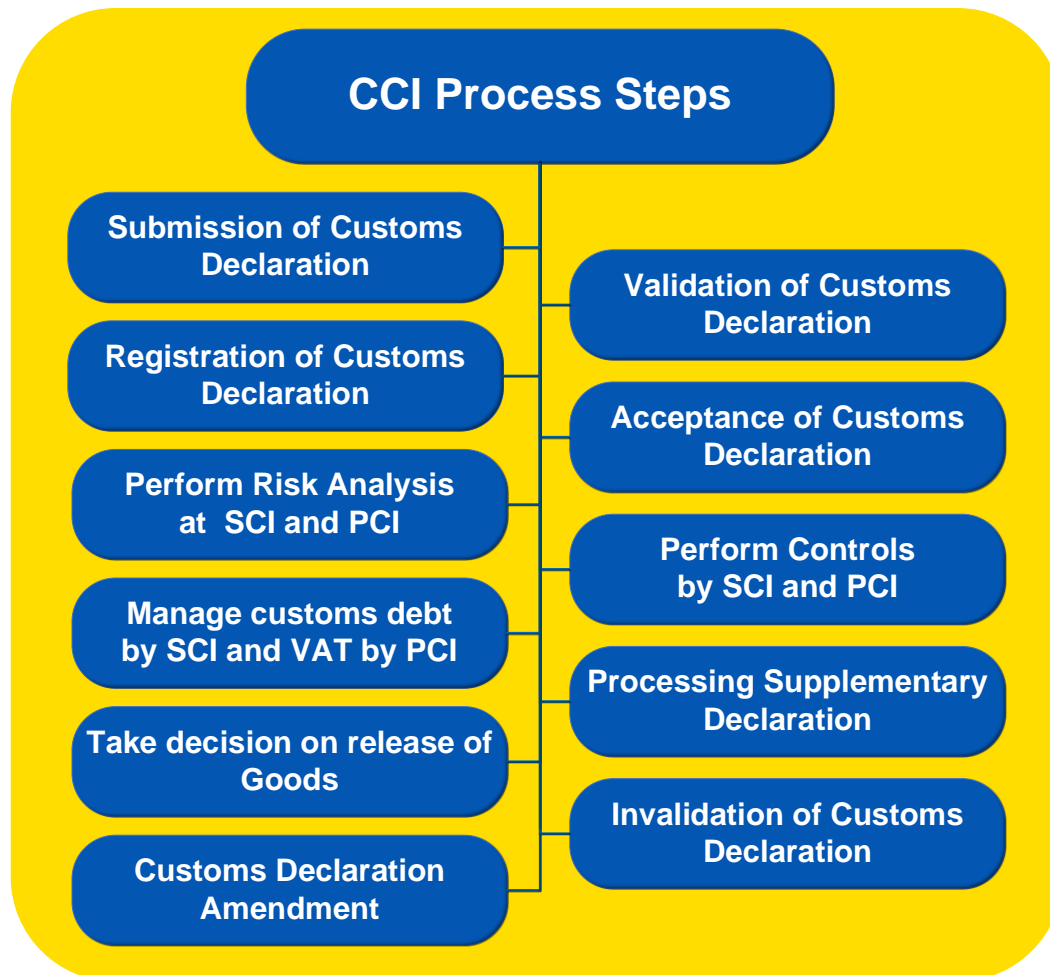 CCI Process Steps
Submission of Customs
Declaration
Validation of Customs
Declaration
Registration of Customs
Declaration
Acceptance of Customs
Declaration
Perform Risk Analysis
at SCI and PCI
Perform Controls
by SCI and PCI
Manage customs debt
by SCI and VAT by PCI
Processing Supplementary
Declaration
Take decision on release of
Goods
Invalidation of Customs
Declaration
Customs Declaration
Amendment